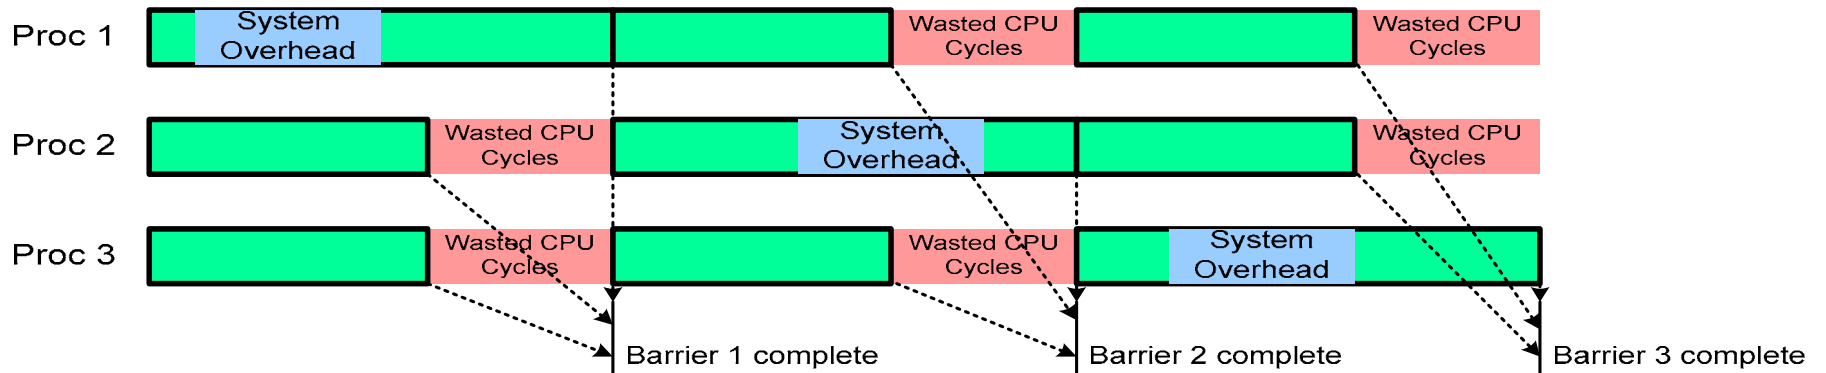 Proc 1
System
Overhead
Wasted CPU
Cycles
Wasted CPU
Cycles
Proc 2
Wasted CPU
Cycles
System
Overhead
Wasted CPU
Cycles
Proc 3
Wasted CPU
Cycles
Wasted CPU
Cycles
System
Overhead
Barrier 1 complete
Barrier 2 complete
Barrier 3 complete